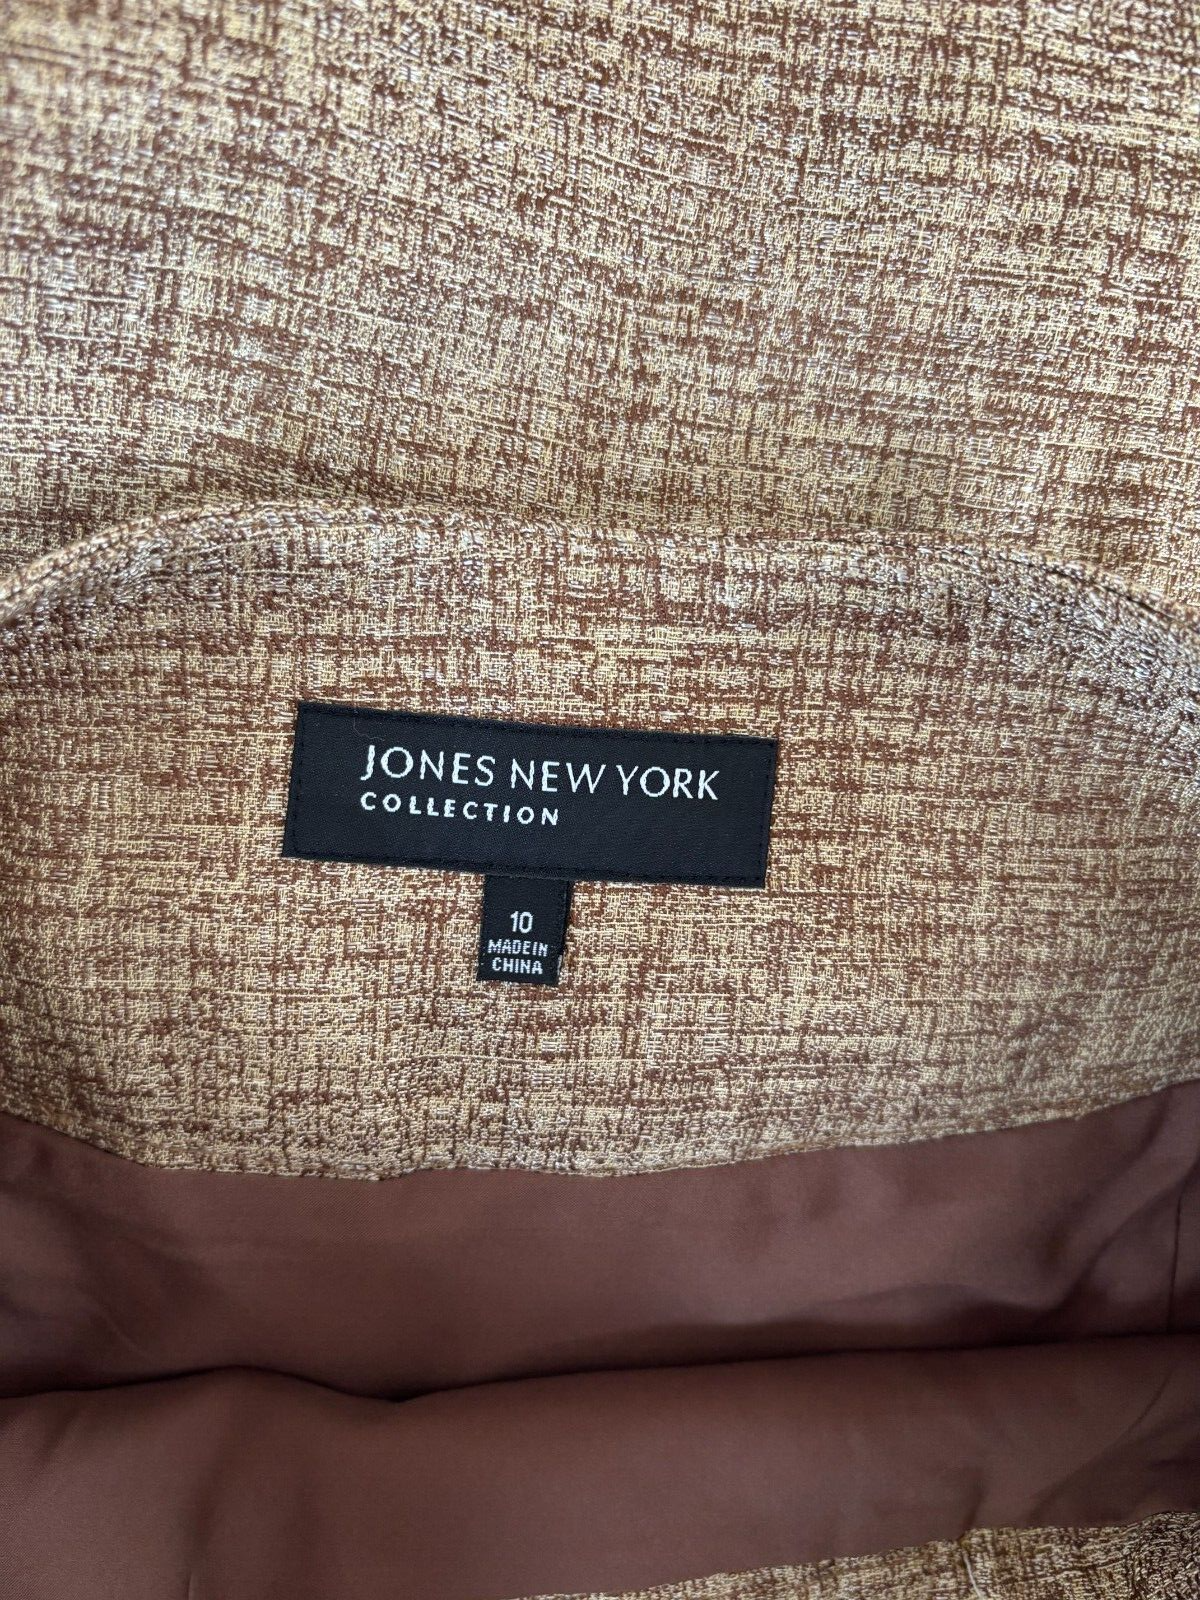 JONES NEW YORK
COLLECTION
10
MADE IN
CHINA